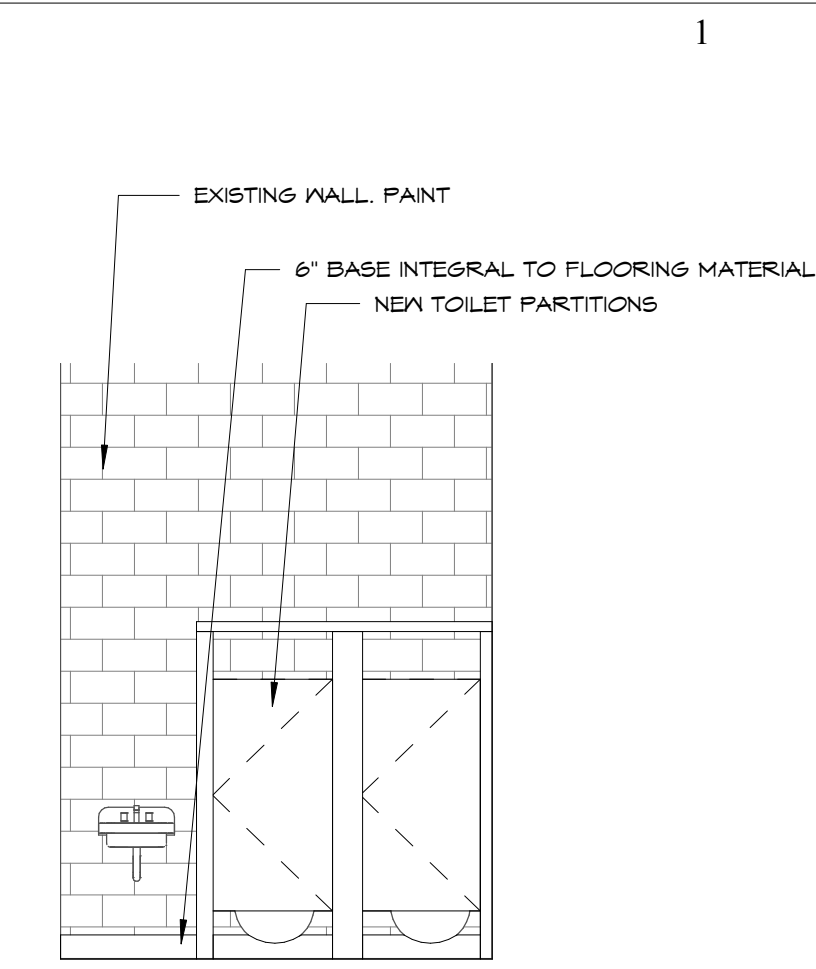 1
EXISTING WALL. PAINT
6" BASE INTEGRAL TO FLOORING MATERIAL
NEW TOILET PARTITIONS